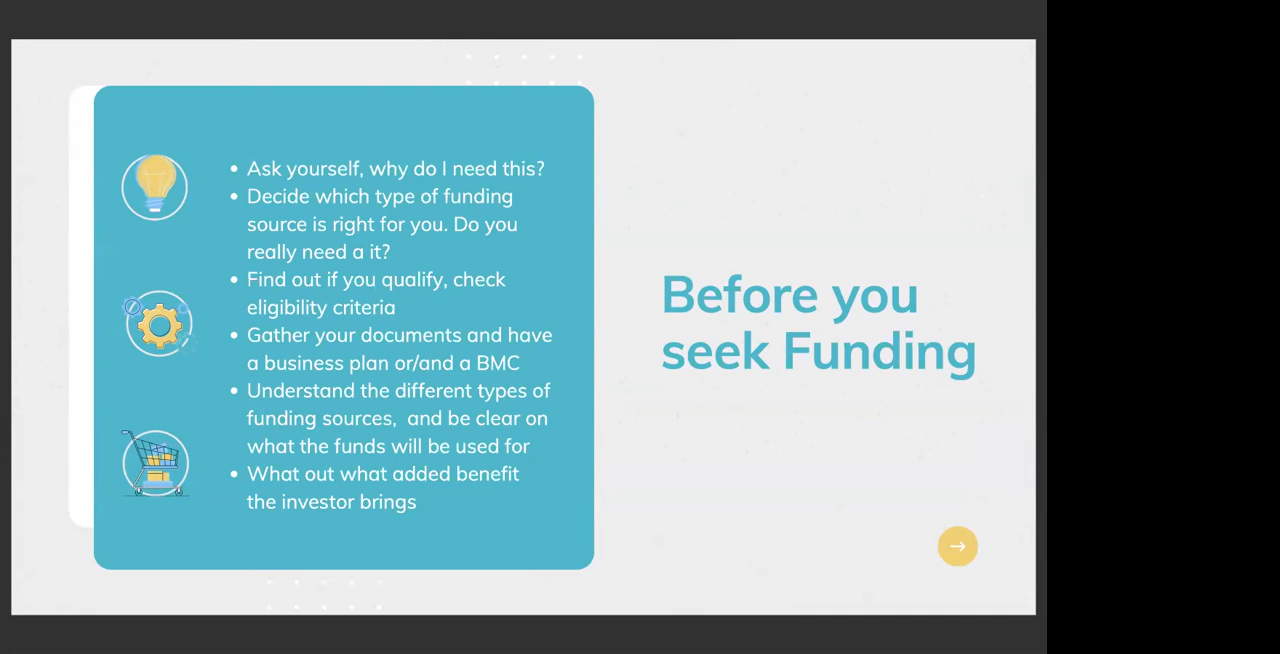 • Ask yourself, why do I need this?
• Decide which type of funding
source is right for you. Do you
really need a it?
• Find out if you qualify, check
eligibility criteria
• Gather your documents and have
a business plan or/and a BMC
• Understand the different types of
funding sources,  and be clear on
what the funds will be used for
• What out what added benefit
the investor brings
Before you
seek Funding